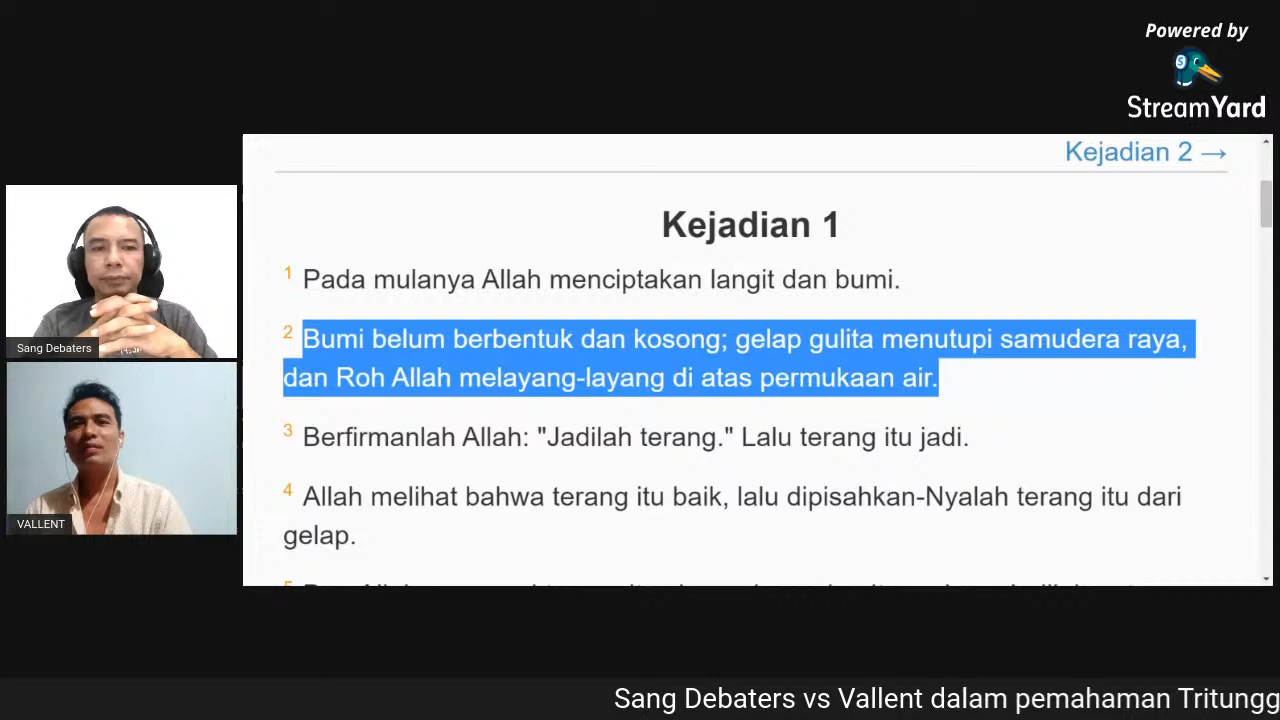 Powered by
StreamYard
Kejadian 2 →
Kejadian 1
1 Pada mulanya Allah menciptakan langit dan bumi.
2 Bumi belum berbentuk dan kosong; gelap gulita menutupi samudera raya,
dan Roh Allah melayang-layang di atas permukaan air.
3 Berfirmanlah Allah: "Jadilah terang." Lalu terang itu jadi.
4 Allah melihat bahwa terang itu baik, lalu dipisahkan-Nyalah terang itu dari
gelap.
Sang Debaters
VALLENT
Sang Debaters vs Vallent dalam pemahaman Tritungg